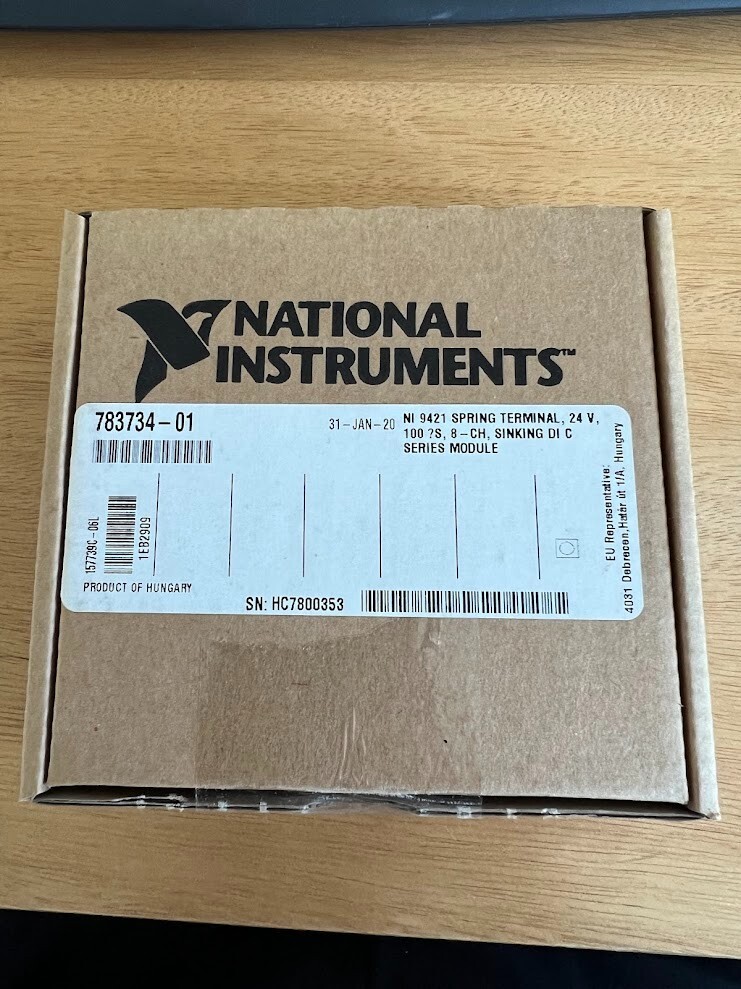 NATIONAL
INSTRUMENTS™
783734-01
31-JAN-20
NI 9421 SPRING TERMINAL, 24 V,
100 ?S, 8-CH, SINKING DI C
SERIES MODULE
157739C-06L
1EB2909
PRODUCT OF HUNGARY
SN: HC7800353
EU Representative:
4031 Debrecen,Határ út 1/A, Hungary